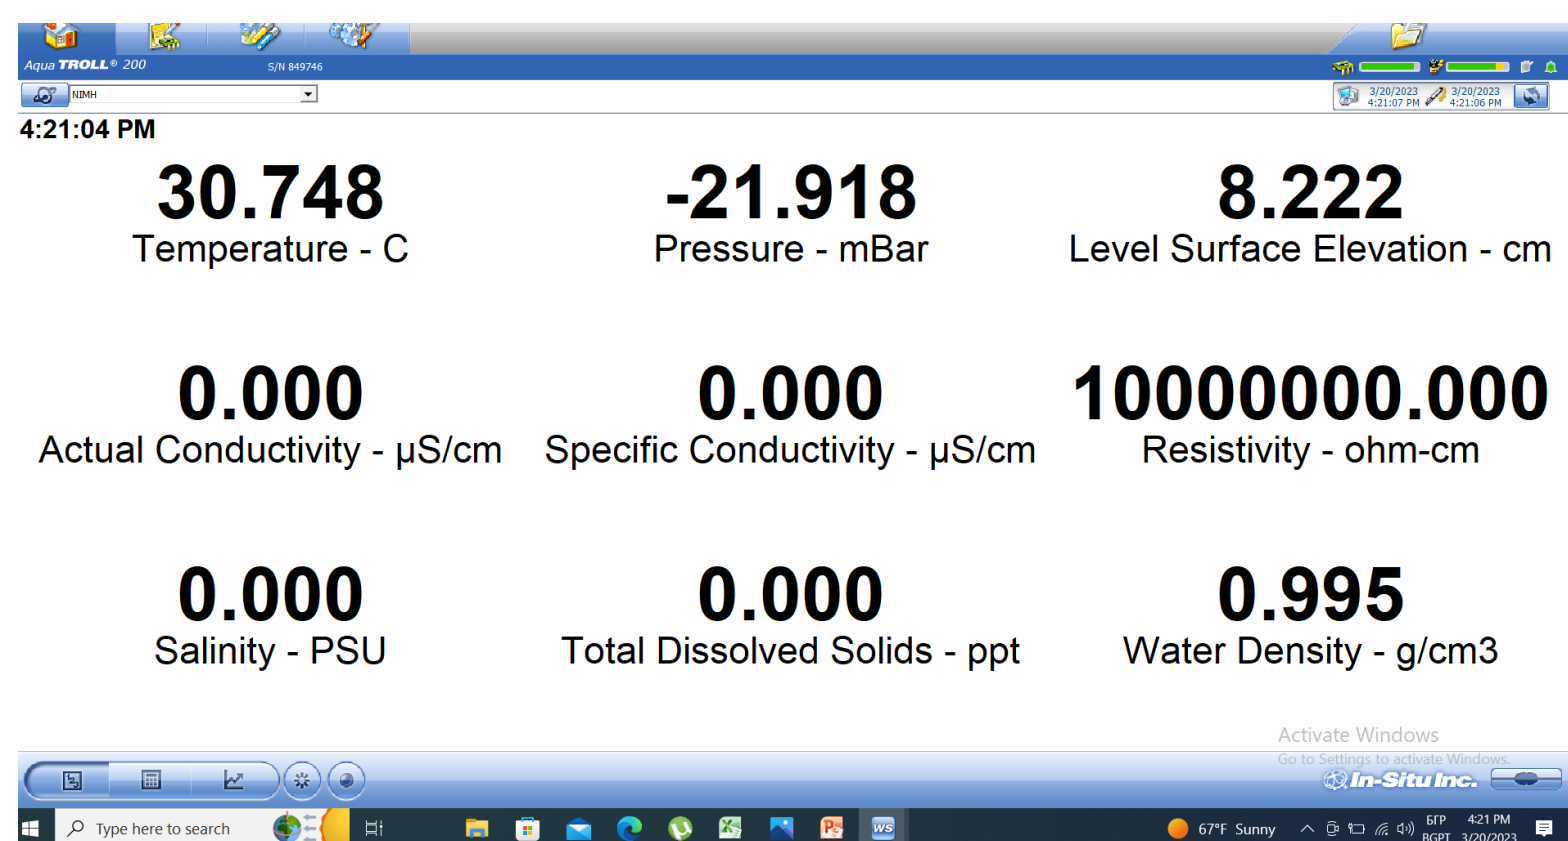 Aqua TROLL® 200 S/N 849746
NIMH
3/20/2023 3/20/2023
4:21:07 PM 4:21:06 PM
4:21:04 PM
30.748 -21.918 8.222
Temperature - C Pressure - mBar Level Surface Elevation - cm
0.000 0.000 10000000.000
Actual Conductivity - µS/cm Specific Conductivity - µS/cm Resistivity - ohm-cm
0.000 0.000 0.995
Salinity - PSU Total Dissolved Solids - ppt Water Density - g/cm3
Activate Windows
Go to Settings to activate Windows.
In-Situ Inc.
Type here to search WS 67°F Sunny БГР 4:21 PM
BGPT 3/20/2023